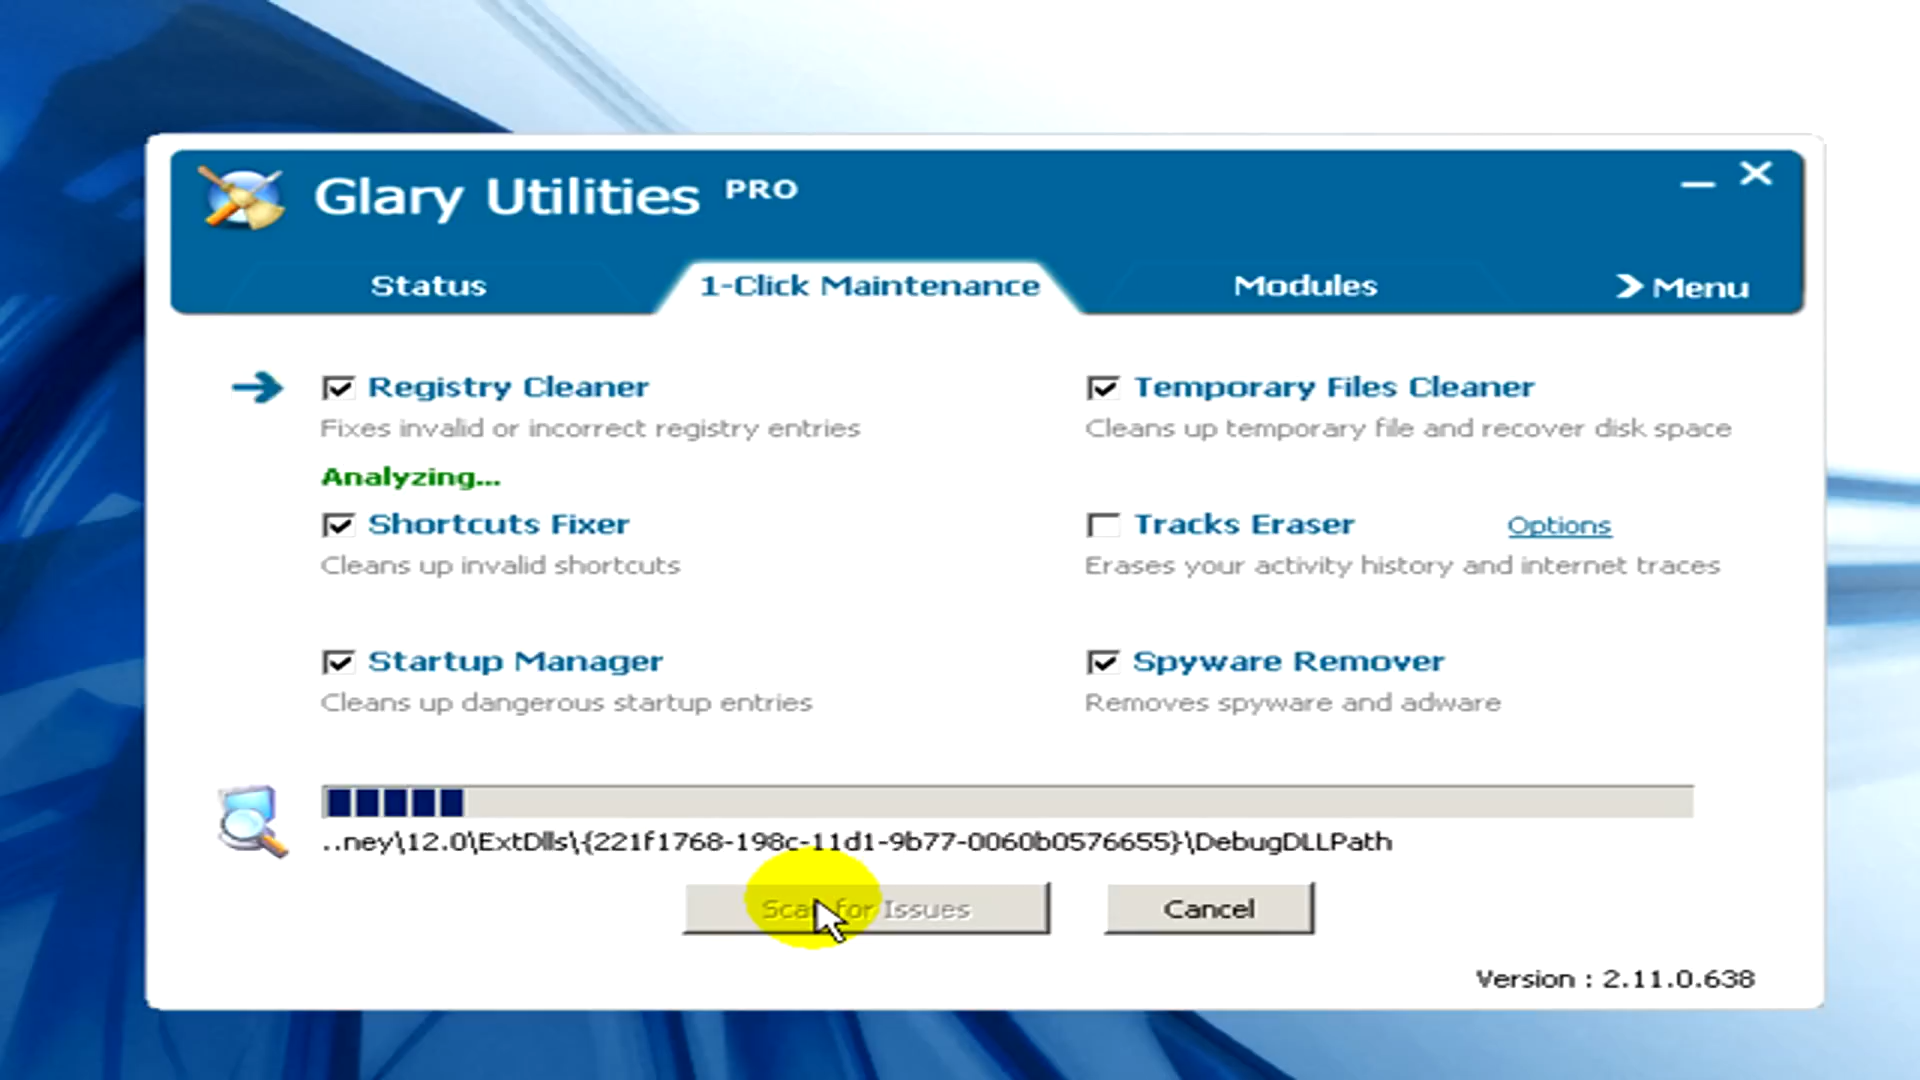 Glary Utilities PRO
Status
1-Click Maintenance
Modules
Menu
Registry Cleaner
Fixes invalid or incorrect registry entries
Analyzing...
Temporary Files Cleaner
Cleans up temporary file and recover disk space
Shortcuts Fixer
Cleans up invalid shortcuts
Tracks Eraser
Options
Erases your activity history and internet traces
Startup Manager
Cleans up dangerous startup entries
Spyware Remover
Removes spyware and adware
..ney\12.0\ExtDlls\{221f1768-198c-11d1-9b77-0060b0576655}\DebugDLLPath
Scan for Issues
Cancel
Version : 2.11.0.638